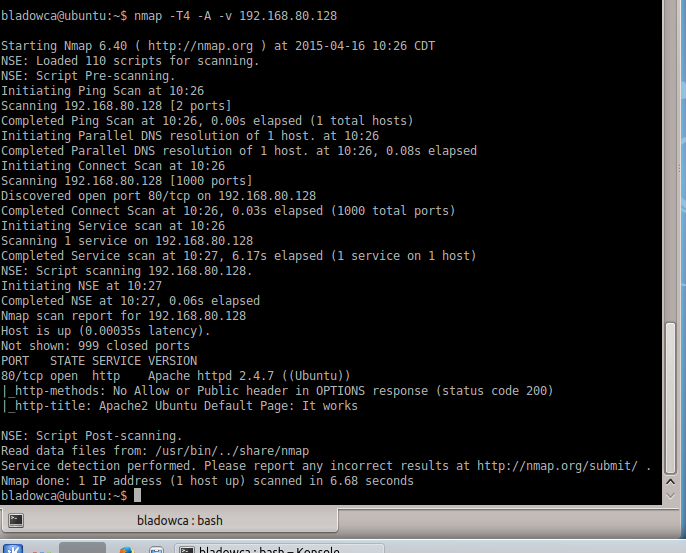 bladowca@ubuntu:~$ nmap -T4 -A -v 192.168.80.128

Starting Nmap 6.40 ( http://nmap.org ) at 2015-04-16 10:26 CDT
NSE: Loaded 110 scripts for scanning.
NSE: Script Pre-scanning.
Initiating Ping Scan at 10:26
Scanning 192.168.80.128 [2 ports]
Completed Ping Scan at 10:26, 0.00s elapsed (1 total hosts)
Initiating Parallel DNS resolution of 1 host. at 10:26
Completed Parallel DNS resolution of 1 host. at 10:26, 0.08s elapsed
Initiating Connect Scan at 10:26
Scanning 192.168.80.128 [1000 ports]
Discovered open port 80/tcp on 192.168.80.128
Completed Connect Scan at 10:26, 0.03s elapsed (1000 total ports)
Initiating Service scan at 10:26
Scanning 1 service on 192.168.80.128
Completed Service scan at 10:27, 6.17s elapsed (1 service on 1 host)
NSE: Script scanning 192.168.80.128.
Initiating NSE at 10:27
Completed NSE at 10:27, 0.06s elapsed
Nmap scan report for 192.168.80.128
Host is up (0.00035s latency).
Not shown: 999 closed ports
PORT   STATE SERVICE VERSION
80/tcp open  http    Apache httpd 2.4.7 ((Ubuntu))
|_http-methods: No Allow or Public header in OPTIONS response (status code 200)
|_http-title: Apache2 Ubuntu Default Page: It works

NSE: Script Post-scanning.
Read data files from: /usr/bin/../share/nmap
Service detection performed. Please report any incorrect results at http://nmap.org/submit/ .
Nmap done: 1 IP address (1 host up) scanned in 6.68 seconds
bladowca@ubuntu:~$
bladowca : bash
bladowca : bash – Konsole